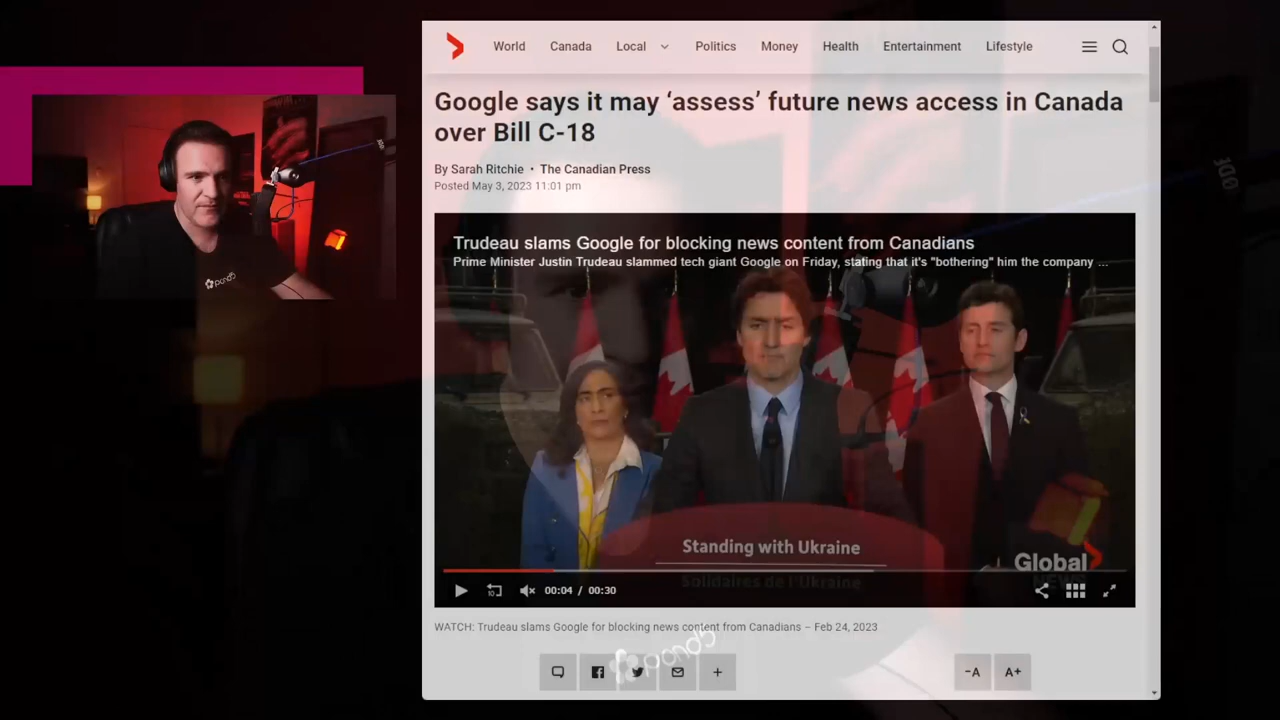 World Canada Local Politics Money Health Entertainment Lifestyle
Google says it may ‘assess’ future news access in Canada
over Bill C-18
By Sarah Ritchie • The Canadian Press
Posted May 3, 2023 11:01 pm
Trudeau slams Google for blocking news content from Canadians
Prime Minister Justin Trudeau slammed tech giant Google on Friday, stating that it's "bothering" him the company ...
pond5
Standing with Ukraine
Solidaires de l'Ukraine
Global
NEWS
10
00:04 / 00:30
WATCH: Trudeau slams Google for blocking news content from Canadians – Feb 24, 2023
pond5
-A A+